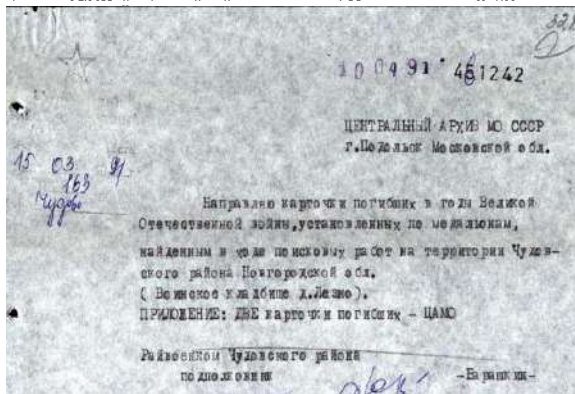 10 04 91 * 461242
ЦЕНТРАЛЬНЫЙ АРХИВ МО СССР
г.Подольск Московской обл.
15 03 91
163
Чудово
Направляю карточки погибших в годы Великой
Отечественной войны,установленных по медальонам,
найденным в ходе поисковых работ на территории Чудов-
ского района Новгородской обл.
( Воинское кладбище д.Лезно).
ПРИЛОЖЕНИЕ: ДВЕ карточки погибших - ЦАМО
Райвоенком Чудовского района
подполковник -Барашкин-